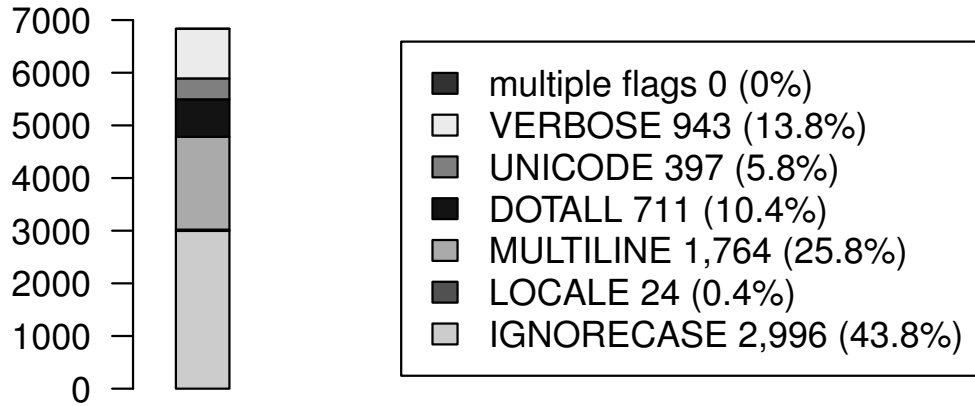 7000
6000
5000
4000
3000
2000
1000
0
multiple flags 0 (0%)
VERBOSE 943 (13.8%)
UNICODE 397 (5.8%)
DOTALL 711 (10.4%)
MULTILINE 1,764 (25.8%)
LOCALE 24 (0.4%)
IGNORECASE 2,996 (43.8%)